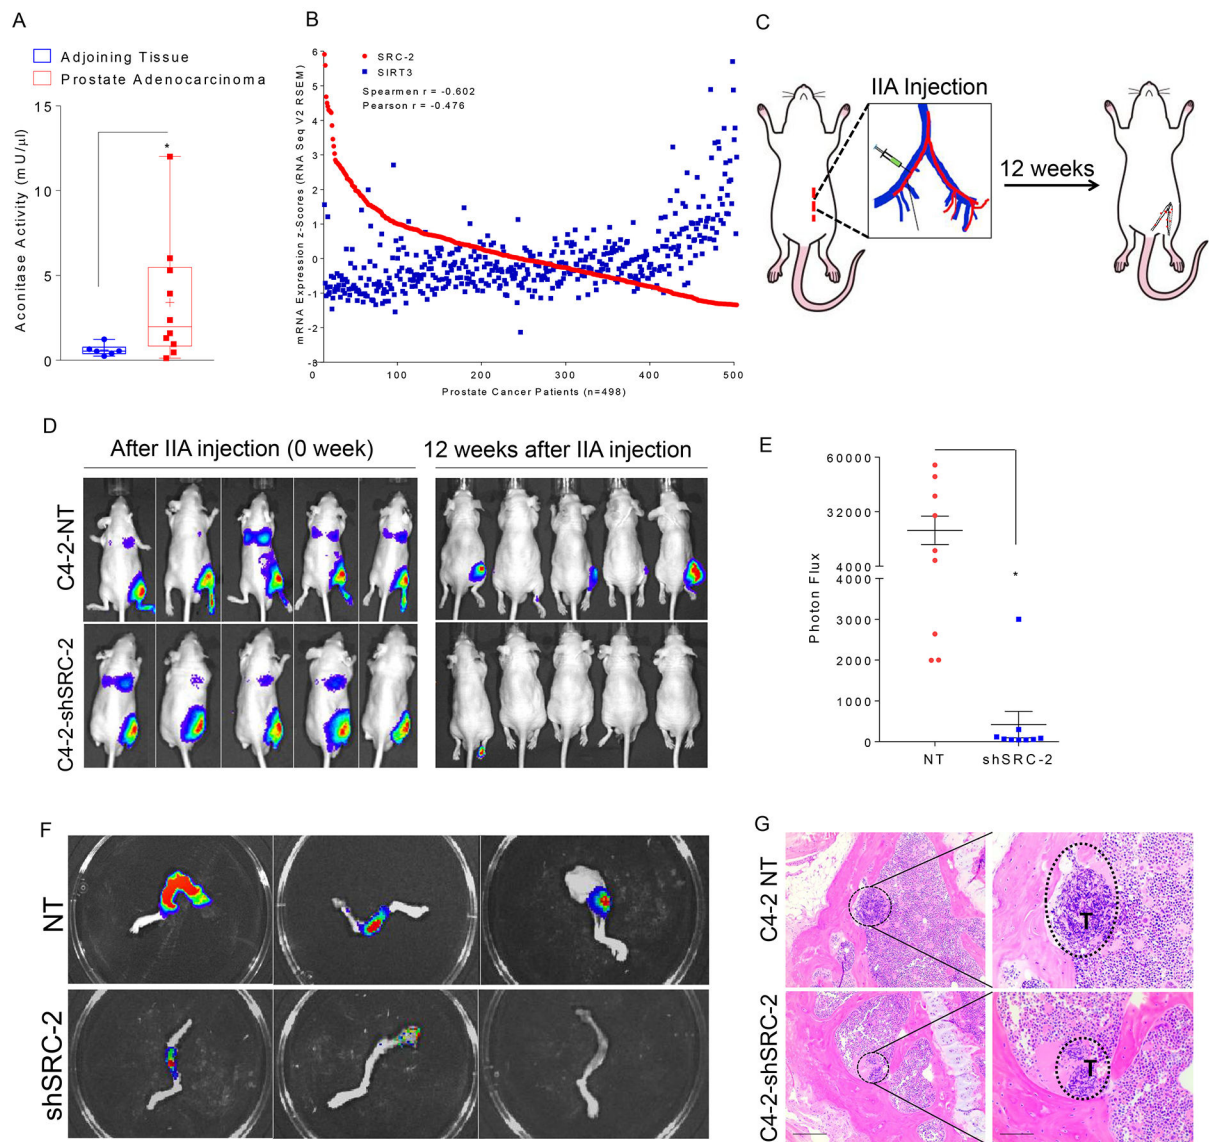 A
Adjoining Tissue
Prostate Adenocarcinoma
Aconitase Activity (mU/µl)
15
10
5
0
*
B
SRC-2
SIRT3
Spearmen r = -0.602
Pearson r = -0.476
mRNA Expression z-Scores (RNA Seq V2 RSEM)
6
5
4
3
2
1
0
-1
-2
-3
0
100
200
300
400
500
Prostate Cancer Patients (n=498)
C
IIA Injection
12 weeks
D
After IIA injection (0 week)
12 weeks after IIA injection
C4-2-NT
C4-2-shSRC-2
E
Photon Flux
60000
32000
4000
4000
3000
2000
1000
0
*
NT
shSRC-2
F
NT
shSRC-2
G
C4-2 NT
C4-2-shSRC-2
T
T